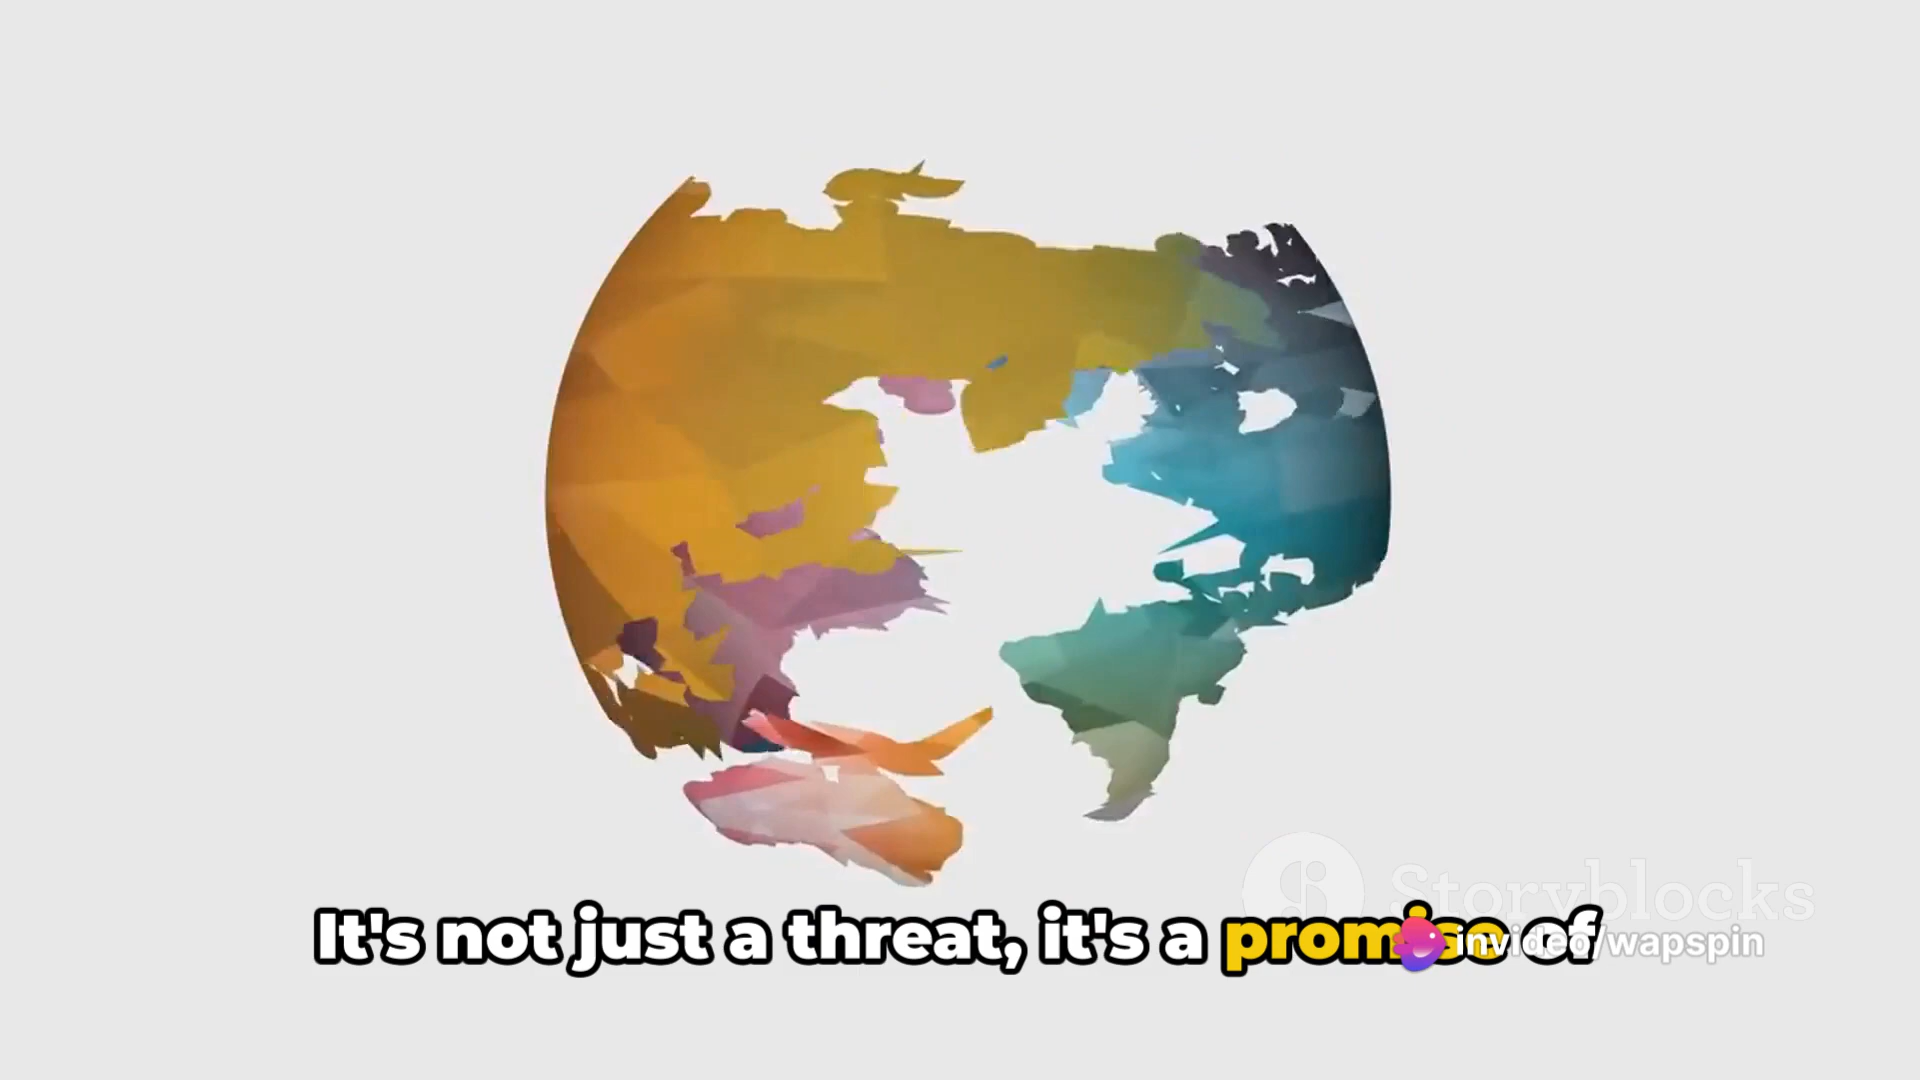 Storyblocks
It's not just a threat, it's a promise of
invideo/wapspin